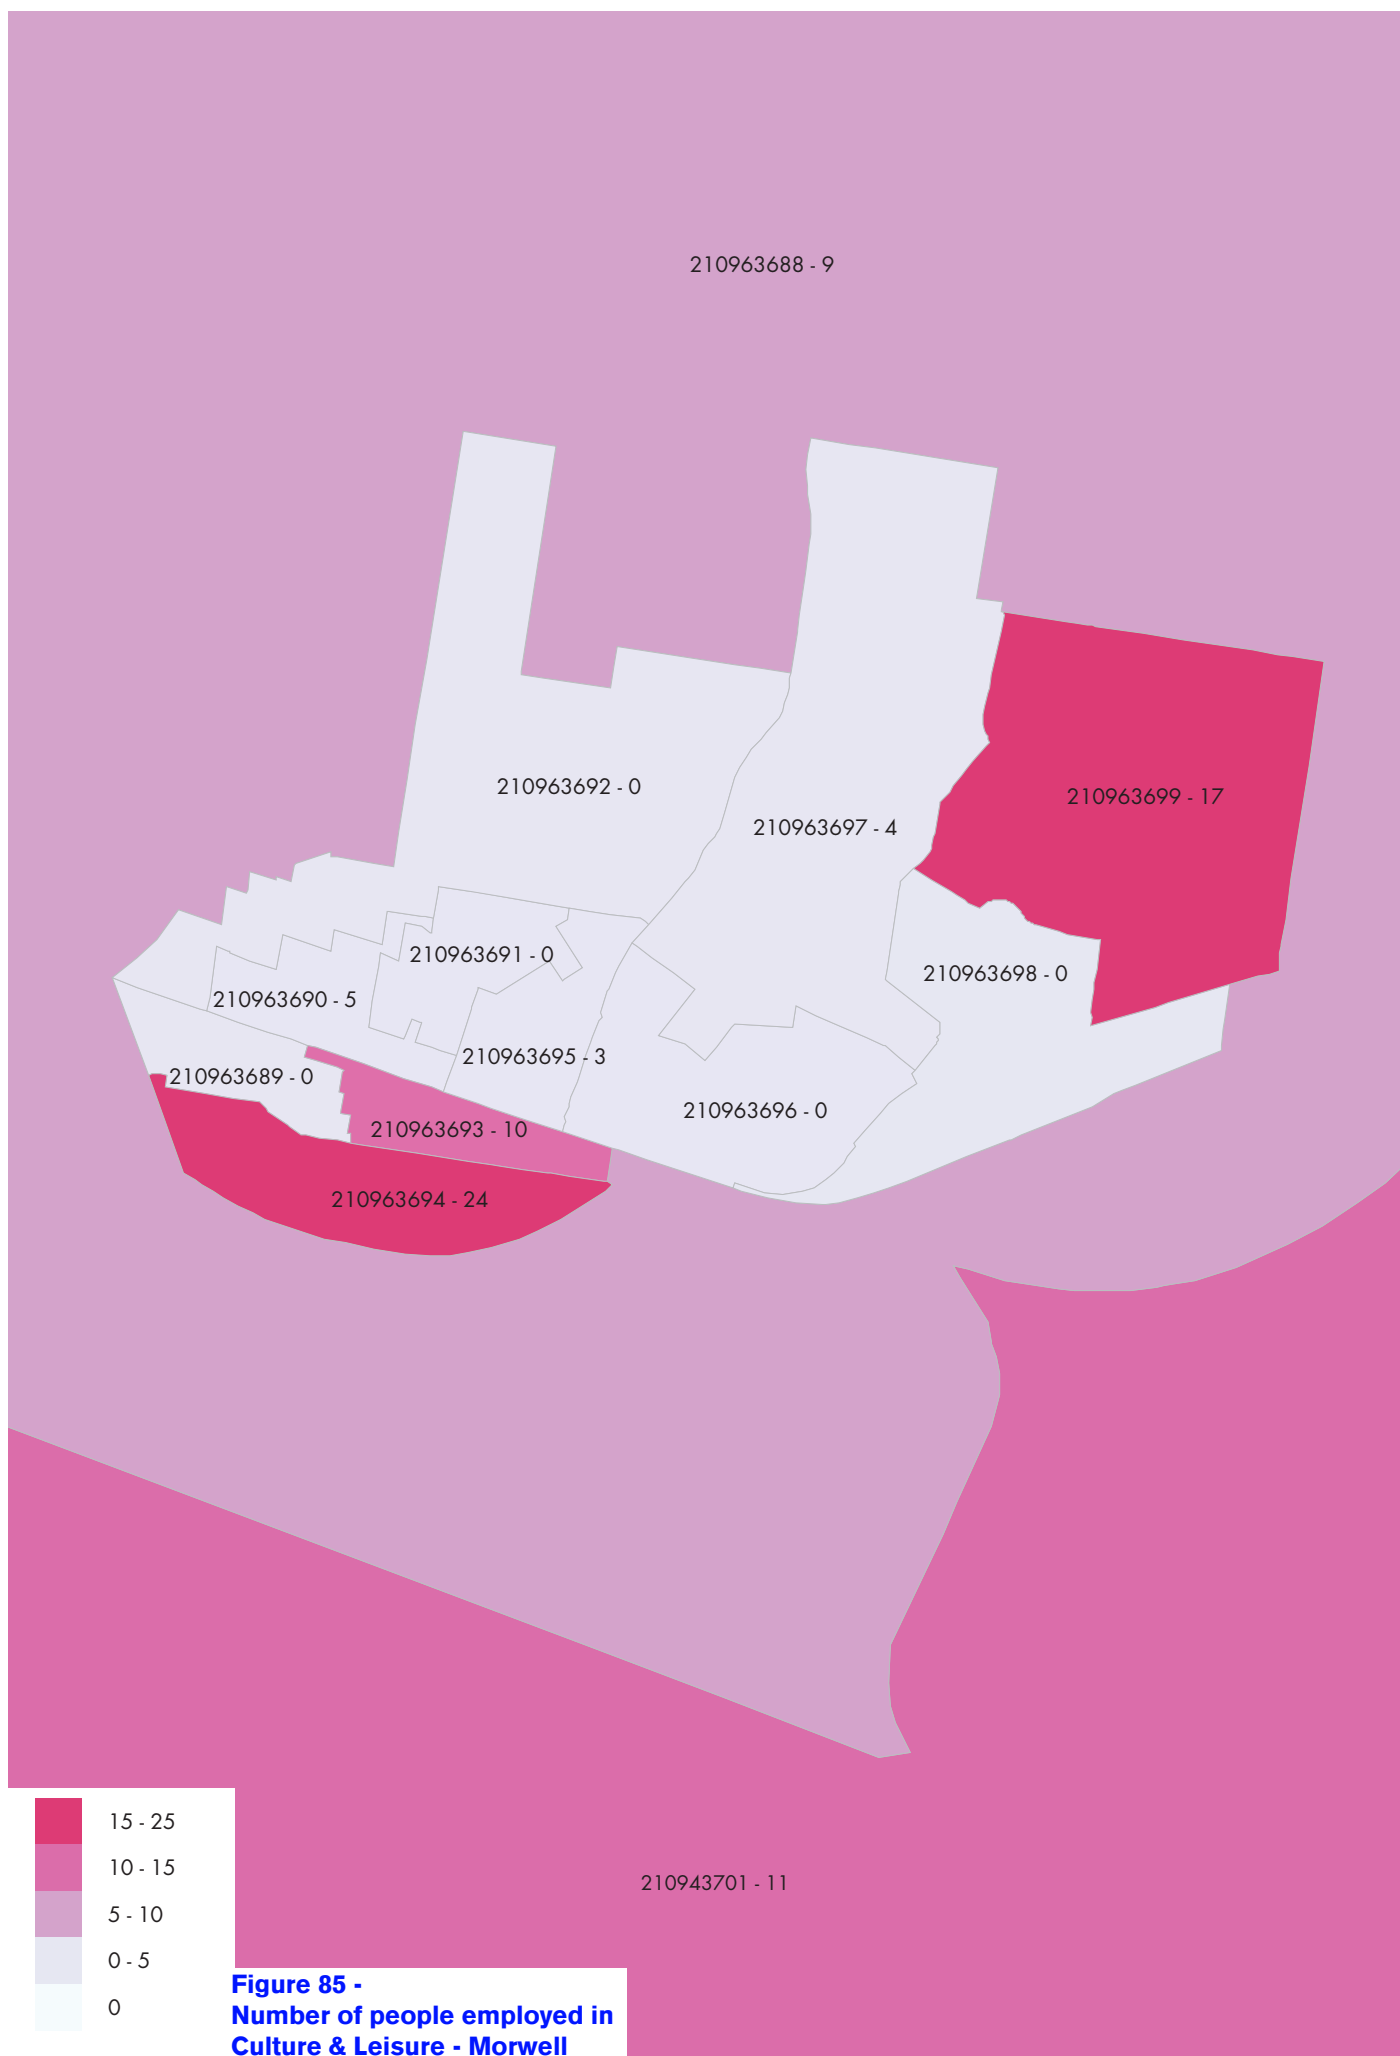 210963688 - 9
210963692 - 0
210963699 - 17
210963697 - 4
210963691 - 0
210963698 - 0
210963690 - 5
210963695 - 3
210963689 - 0
210963696 - 0
210963693 - 10
210963694 - 24
210943701 - 11
15 - 25
10 - 15
5 - 10
0 - 5
0
Figure 85 -
Number of people employed in
Culture & Leisure - Morwell